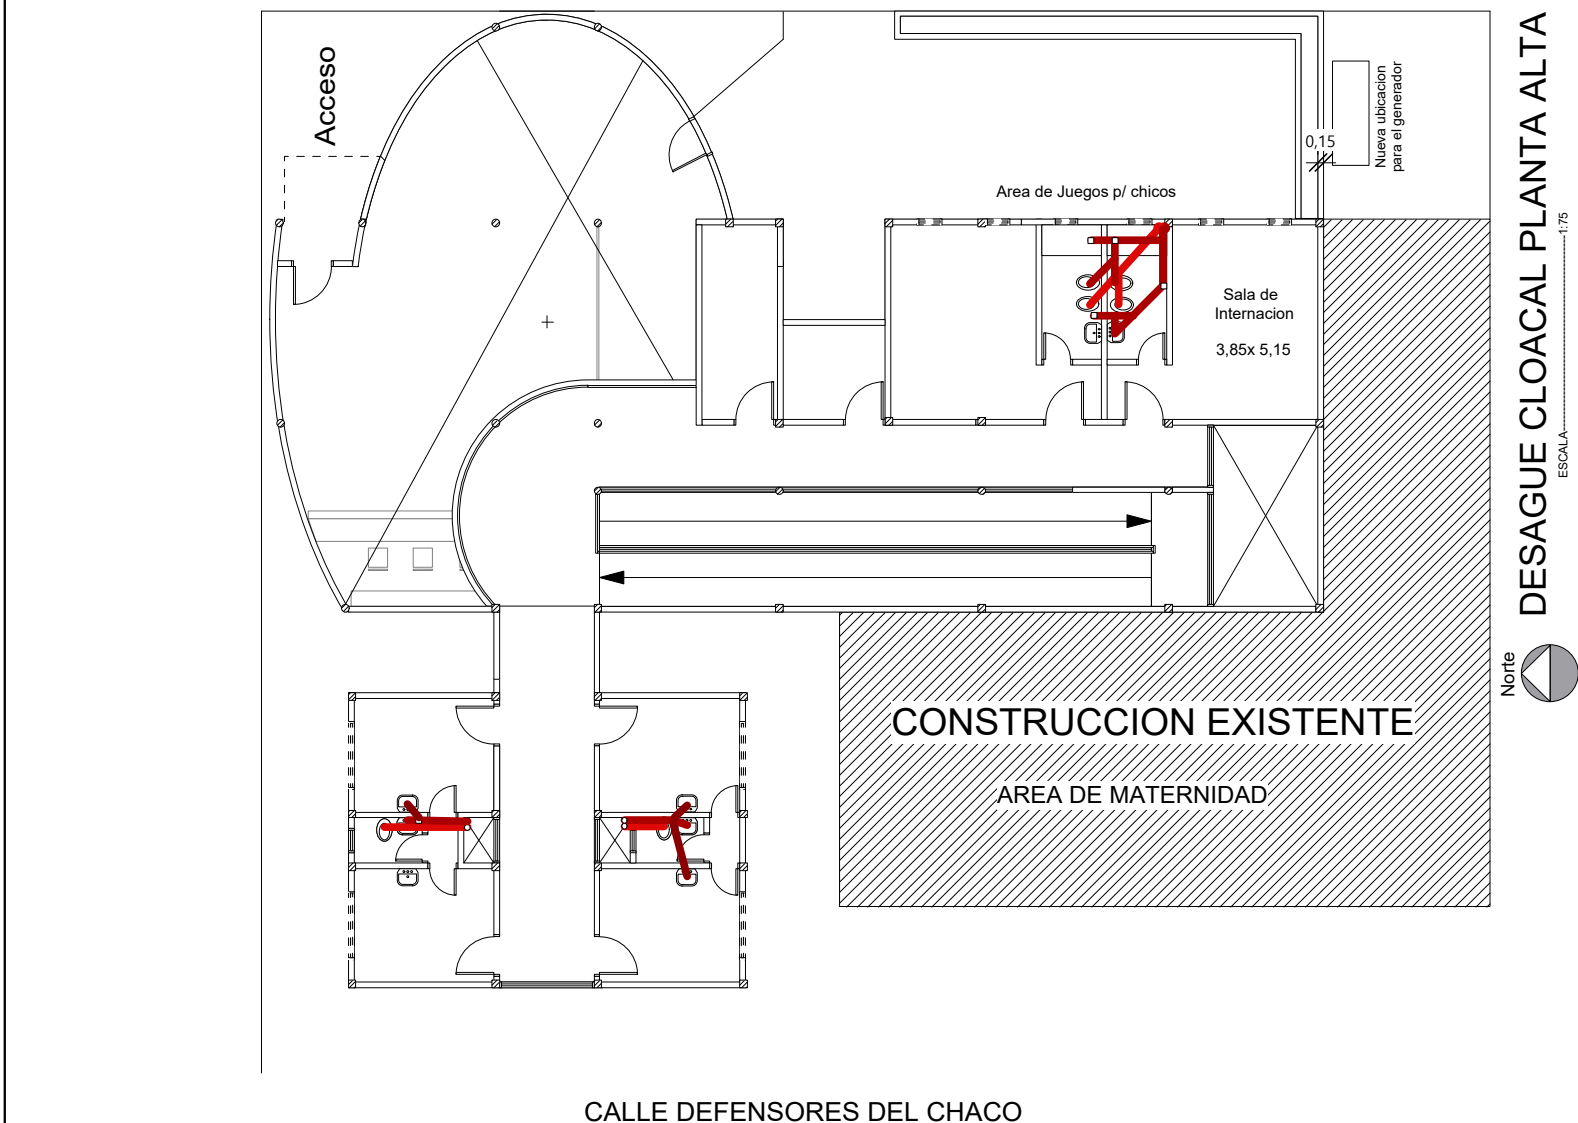 Acceso
Area de Juegos p/ chicos
0,15
Nueva ubicacion
para el generador
Sala de
Internacion
3,85x 5,15
DESAGUE CLOACAL PLANTA ALTA
ESCALA------------------------------1:75
Norte
CONSTRUCCION EXISTENTE
AREA DE MATERNIDAD
CALLE DEFENSORES DEL CHACO